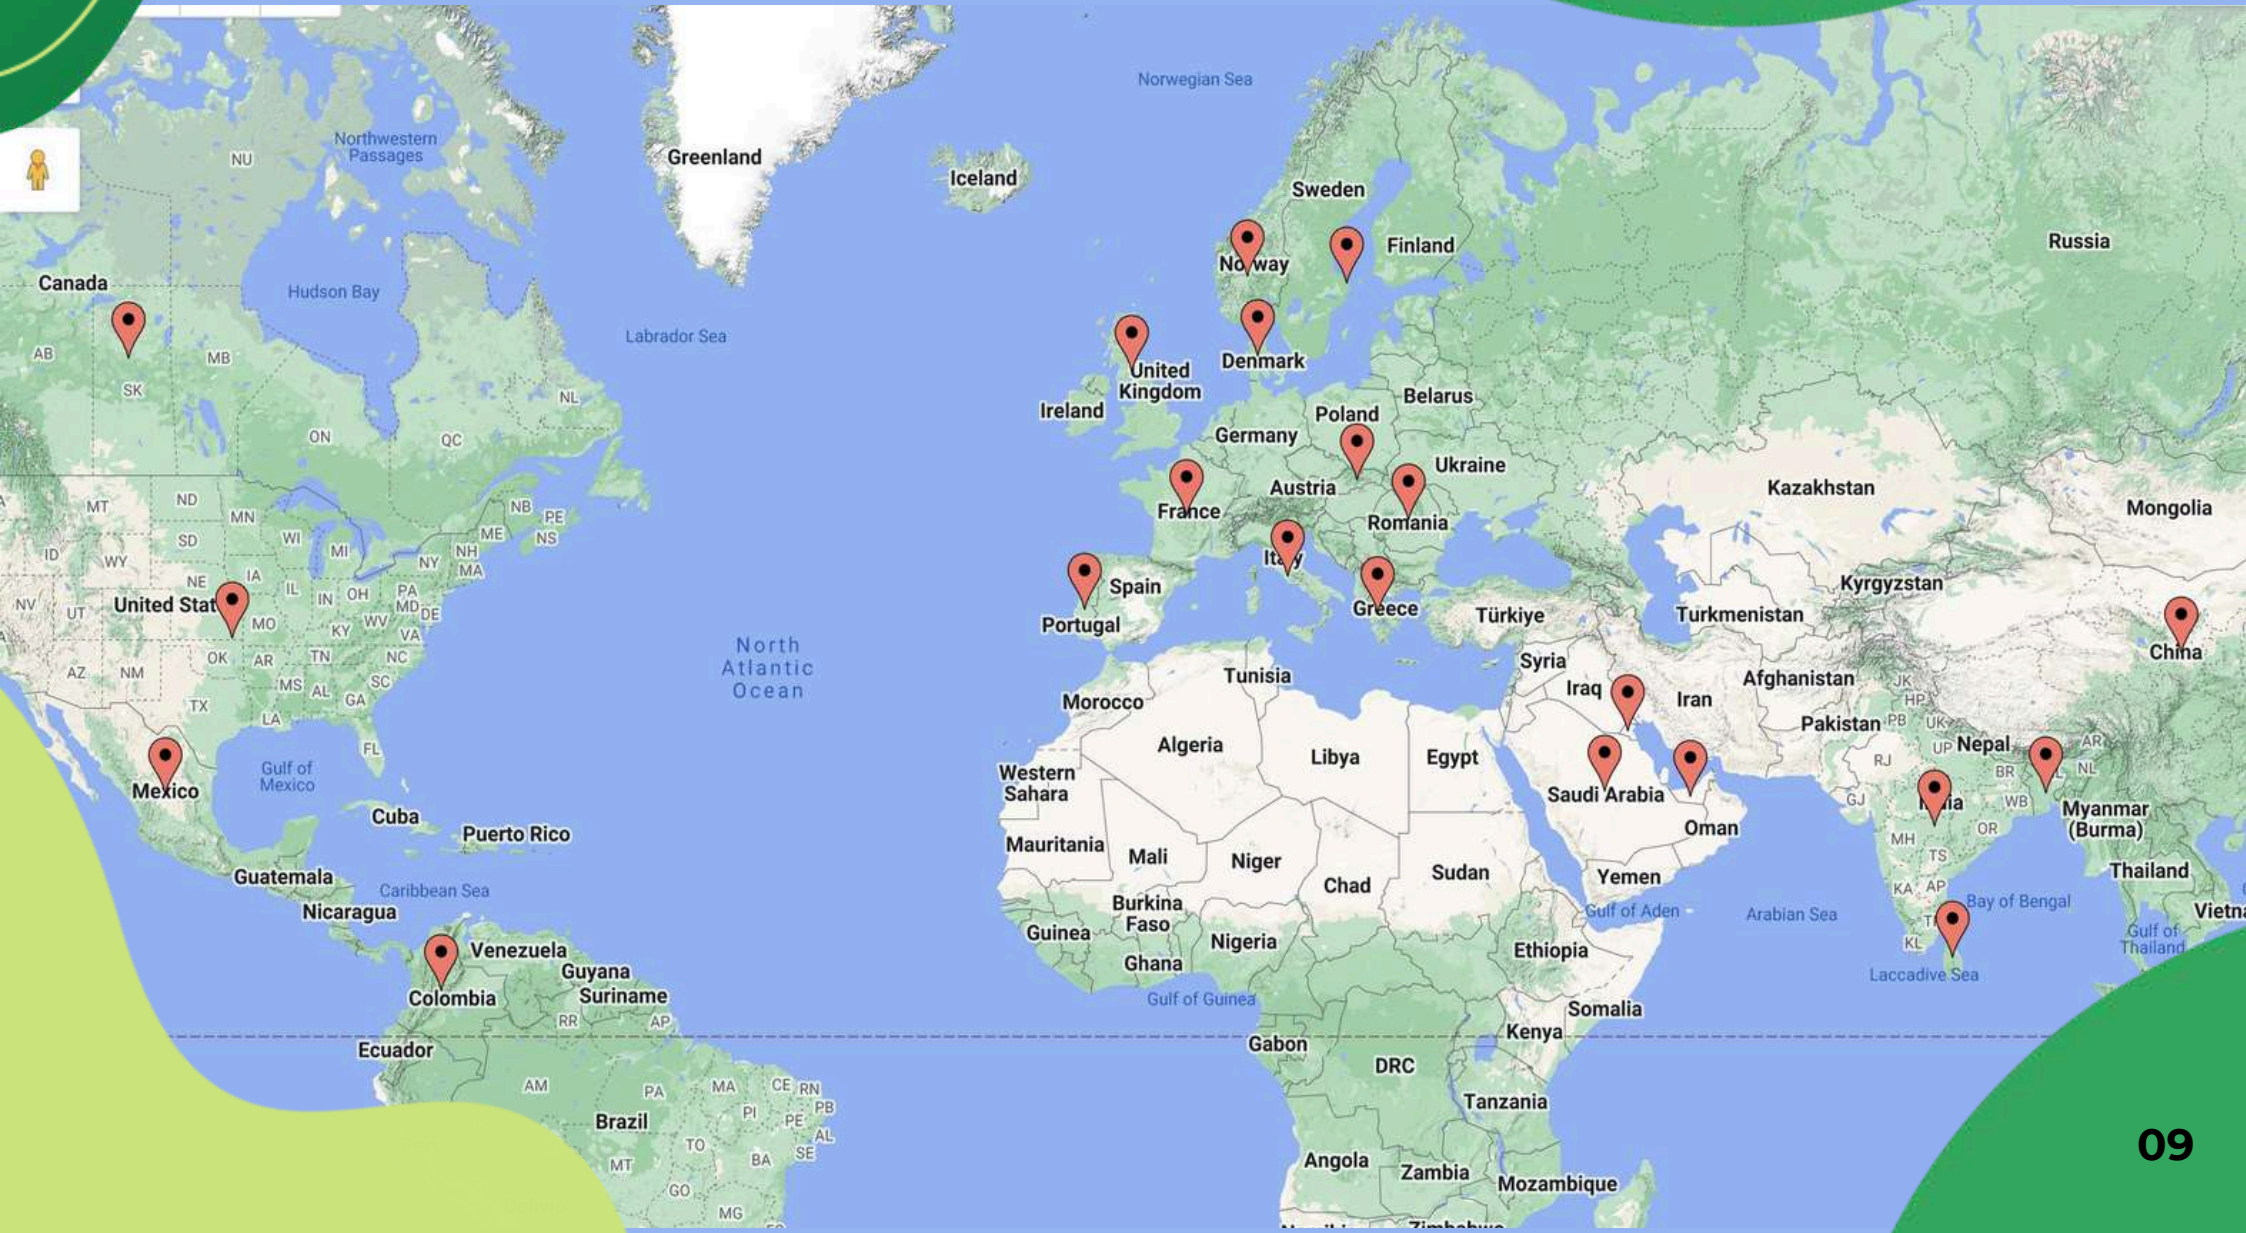 Norwegian Sea
Northwestern
Passages
NU
Greenland
Iceland
Sweden
Russia
Norway
Finland
Canada
Hudson Bay
Labrador Sea
AB
MB
SK
NL
Denmark
United
Kingdom
Ireland
Belarus
Poland
Germany
ON
QC
Ukraine
Austria
Kazakhstan
Mongolia
France
Romania
MT
ND
MN
NB
PE
SD
WI
ME
NS
ID
WY
MI
NY
NH
MA
NE
IA
IL
IN
OH
PA
MD
DE
NV
UT
United Stat
MO
KY
WV
VA
Spain
Portugal
Greece
Türkiye
Turkmenistan
Kyrgyzstan
China
North
Atlantic
Ocean
AZ
NM
OK
AR
TN
NC
MS
AL
SC
GA
TX
LA
FL
Tunisia
Syria
Iraq
Iran
Afghanistan
JK
HP
Morocco
Pakistan
PB
UK
Algeria
Libya
Egypt
UP
Nepal
AR
RJ
BR
NL
Gulf of
Mexico
Mexico
Western
Sahara
Saudi Arabia
GJ
WB
Myanmar
(Burma)
Cuba
Puerto Rico
Oman
MH
OR
Mauritania
Mali
Niger
Chad
Sudan
Yemen
TS
Thailand
Guatemala
Caribbean Sea
Nicaragua
Burkina
Faso
Gulf of Aden
Arabian Sea
KA
AP
Bay of Bengal
Guinea
Nigeria
KL
Gulf of
Thailand
Venezuela
Ghana
Ethiopia
Laccadive Sea
Guyana
Colombia
Suriname
Gulf of Guinea
Somalia
RR
AP
Kenya
Ecuador
Gabon
DRC
AM
PA
MA
CE
RN
Tanzania
PB
PI
PE
Brazil
AL
TO
SE
BA
MT
Angola
Zambia
Mozambique
GO
MG
09